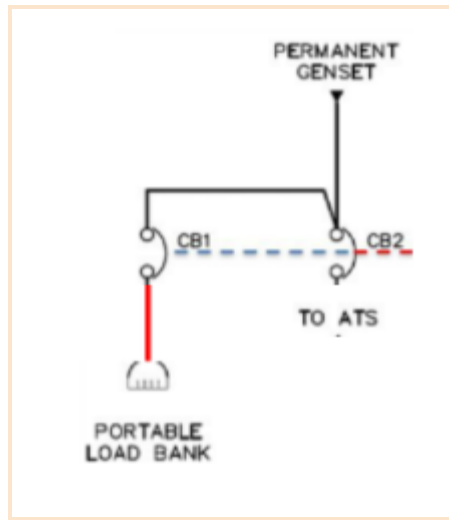 PERMANENT
GENSET
CB1
CB2
TO ATS
PORTABLE
LOAD BANK